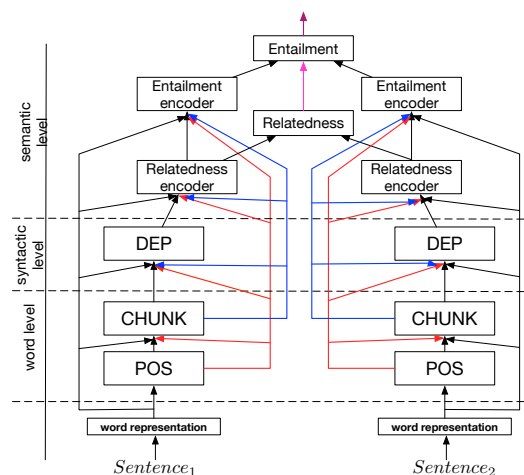 Entailment
Entailment
encoder
Entailment
encoder
Relatedness
Relatedness
encoder
Relatedness
encoder
semantic
level
DEP
DEP
syntactic
level
CHUNK
CHUNK
word level
POS
POS
word representation
word representation
Sentence₁
Sentence₂